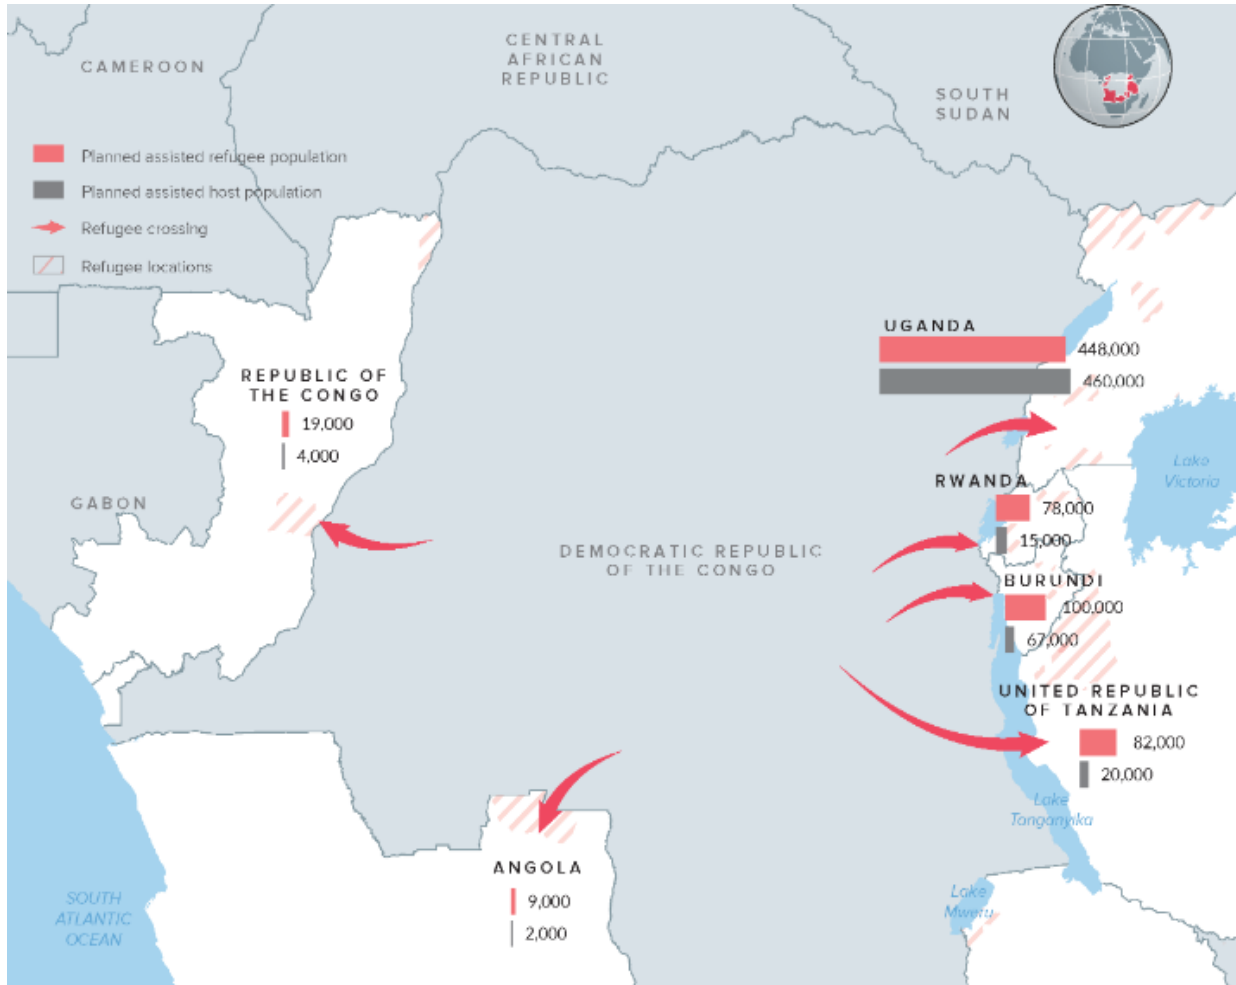 CAMEROON
CENTRAL
AFRICAN
REPUBLIC
SOUTH
SUDAN
Planned assisted refugee population
Planned assisted host population
Refugee crossing
Refugee locations
UGANDA
448,000
460,000
REPUBLIC OF
THE CONGO
19,000
4,000
GABON
Lake
Victoria
RWANDA
78,000
15,000
DEMOCRATIC REPUBLIC
OF THE CONGO
BURUNDI
100,000
67,000
UNITED REPUBLIC
OF TANZANIA
82,000
20,000
Lake
Tanganyika
ANGOLA
9,000
2,000
SOUTH
ATLANTIC
OCEAN
Lake
Mweru